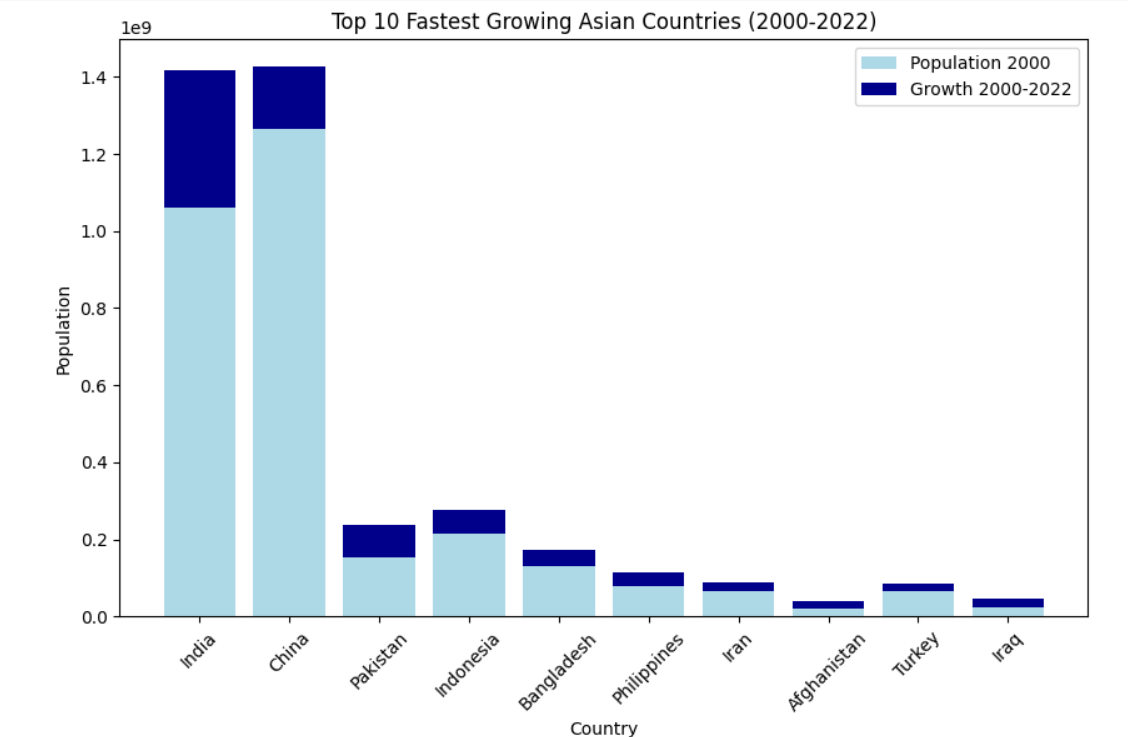 Top 10 Fastest Growing Asian Countries (2000-2022)
1e9
Population 2000
Growth 2000-2022
1.4
1.2
1.0
0.8
0.6
0.4
0.2
0.0
Population
India
China
Pakistan
Indonesia
Bangladesh
Philippines
Iran
Afghanistan
Turkey
Iraq
Country